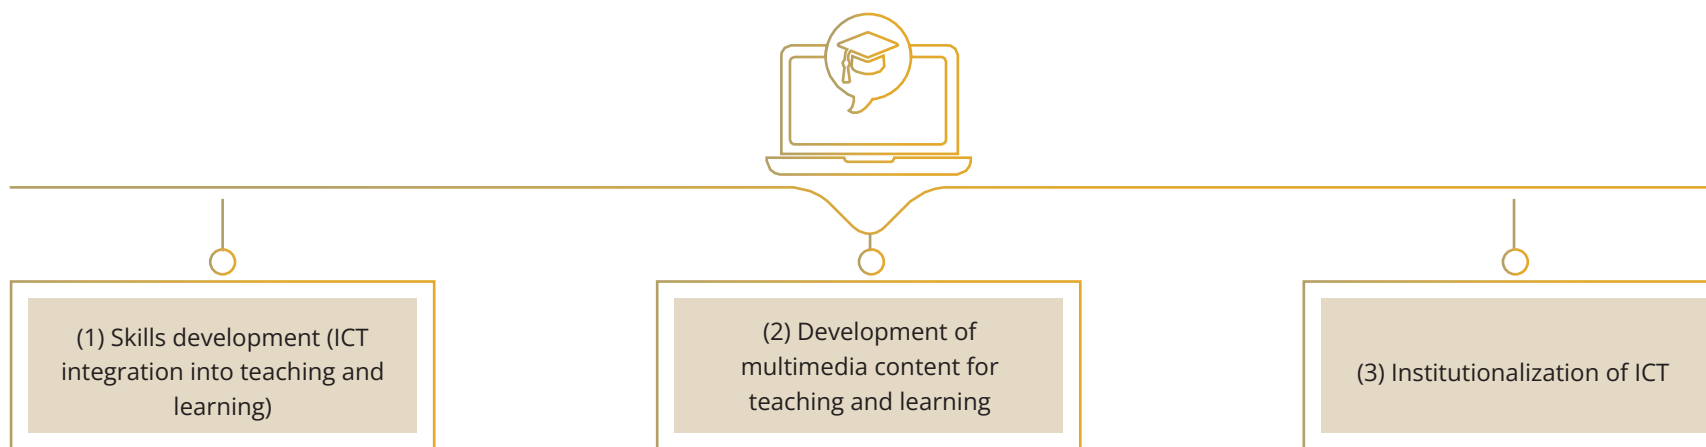 (1) Skills development (ICT
integration into teaching and
learning)
(2) Development of
multimedia content for
teaching and learning
(3) Institutionalization of ICT